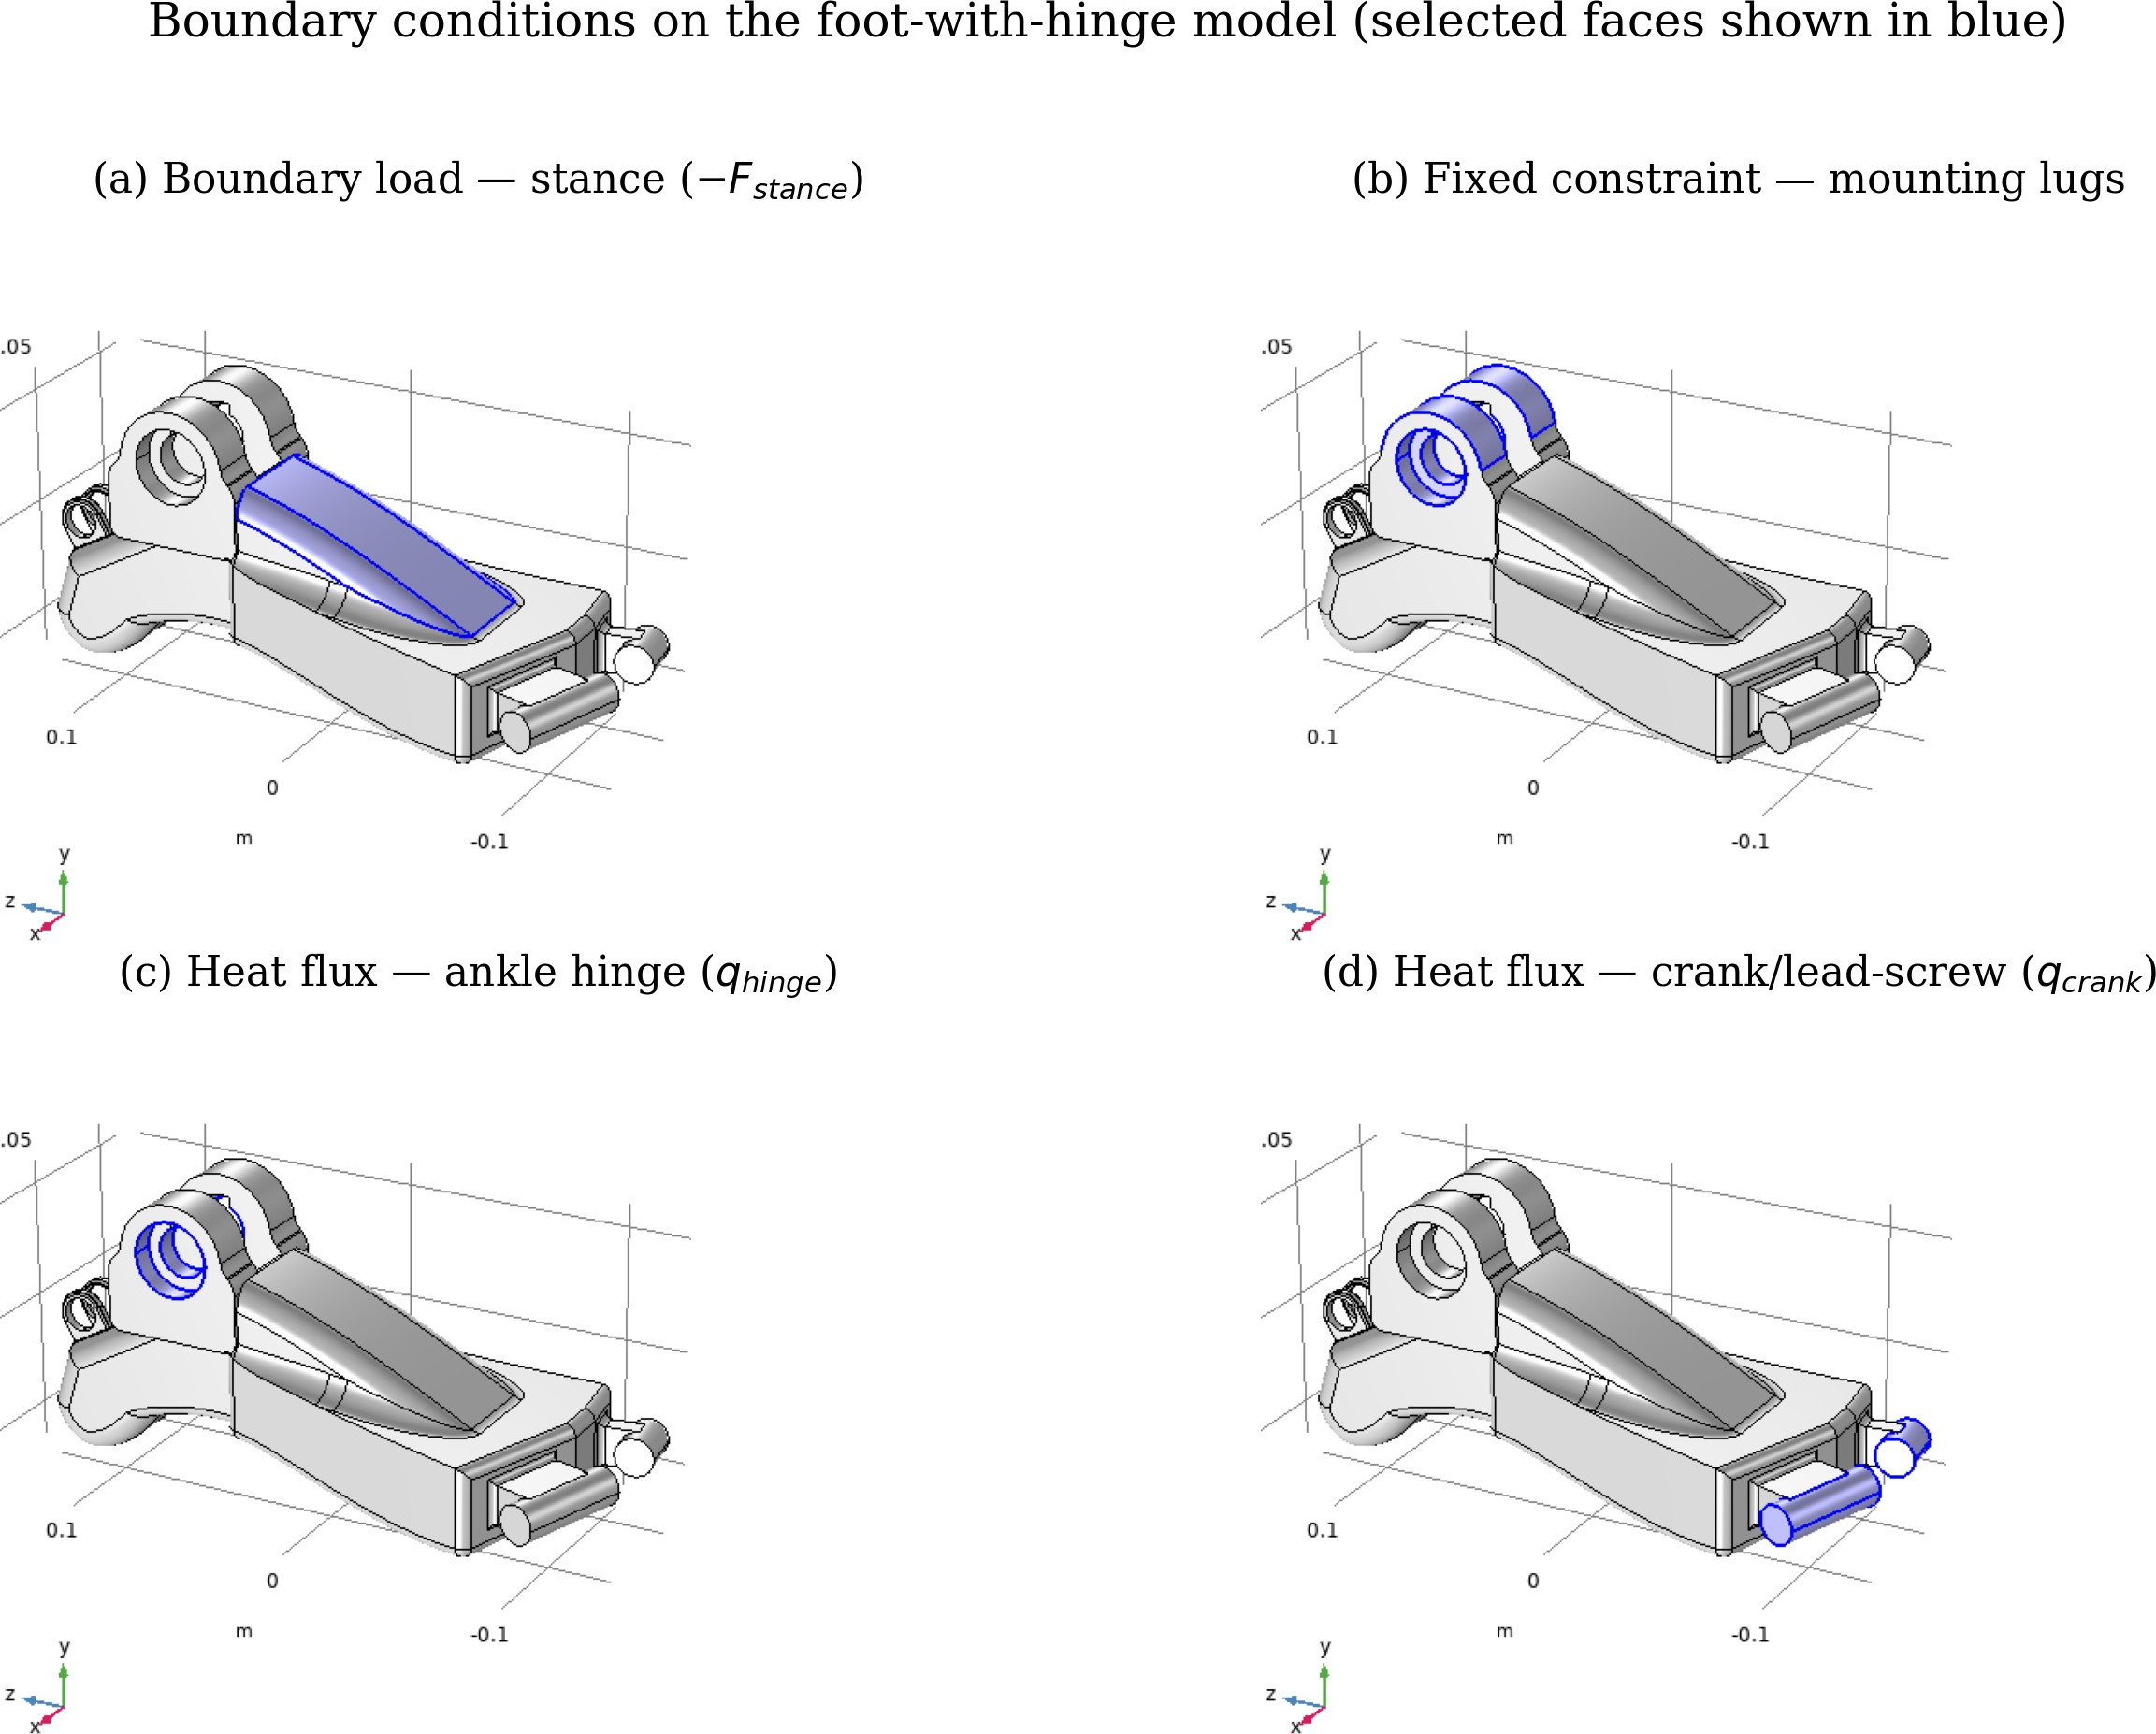 Boundary conditions on the foot-with-hinge model (selected faces shown in blue)
(a) Boundary load — stance (−F_stance)
(b) Fixed constraint — mounting lugs
.05
0.1
0
m
-0.1
y
z
x
.05
0.1
0
m
-0.1
y
z
x
(c) Heat flux — ankle hinge (q_hinge)
(d) Heat flux — crank/lead-screw (q_crank)
.05
0.1
0
m
-0.1
y
z
x
.05
0.1
0
m
-0.1
y
z
x